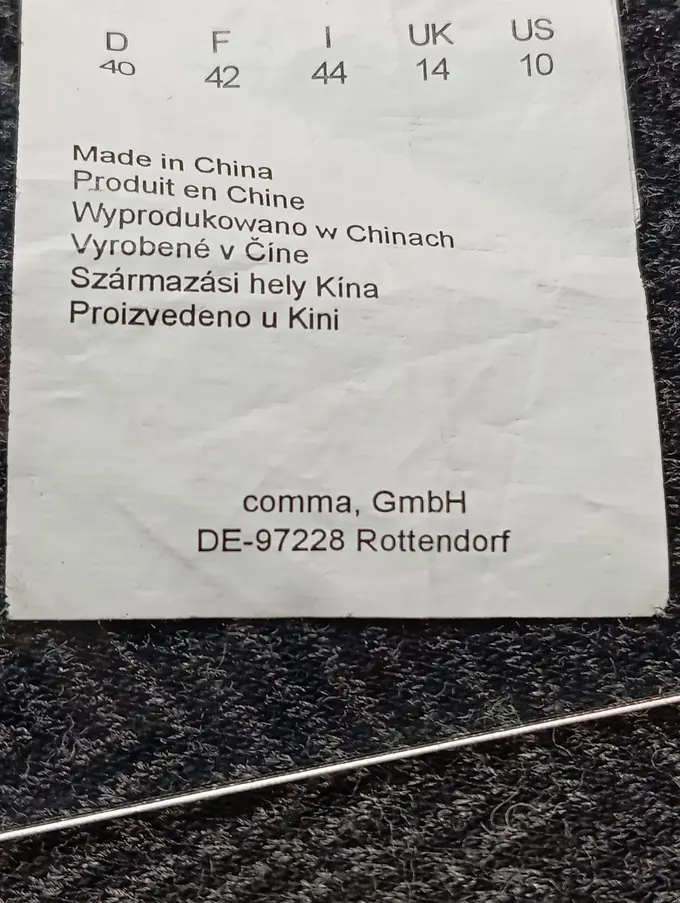 D F I UK US
40 42 44 14 10
Made in China
Produit en Chine
Wyprodukowano w Chinach
Vyrobené v Číne
Származási hely Kína
Proizvedeno u Kini
comma, GmbH
DE-97228 Rottendorf